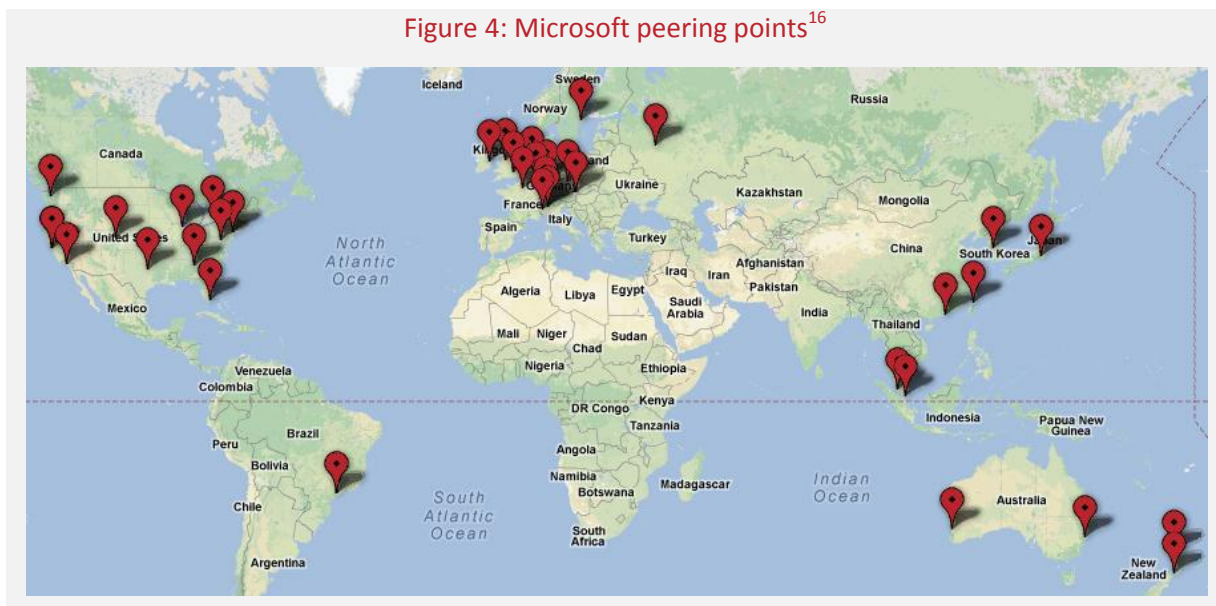 Figure 4: Microsoft peering points16
Iceland
Sweden
Norway
Russia
Canada
Ukraine
Kazakhstan
Mongolia
France
Italy
Spain
Turkey
United States
North
Atlantic
Ocean
China
South Korea
Japan
Afghanistan
Iraq
Iran
Pakistan
Mexico
Algeria
Libya
Egypt
Saudi
Arabia
India
Thailand
Mali
Niger
Sudan
Chad
Nigeria
Ethiopia
Venezuela
Colombia
Kenya
DR Congo
Indonesia
Papua New
Guinea
Tanzania
Peru
Brazil
Angola
Bolivia
Namibia
Botswana
Madagascar
Indian
Ocean
Australia
Chile
South
Atlantic
Ocean
South
Africa
Argentina
New
Zealand